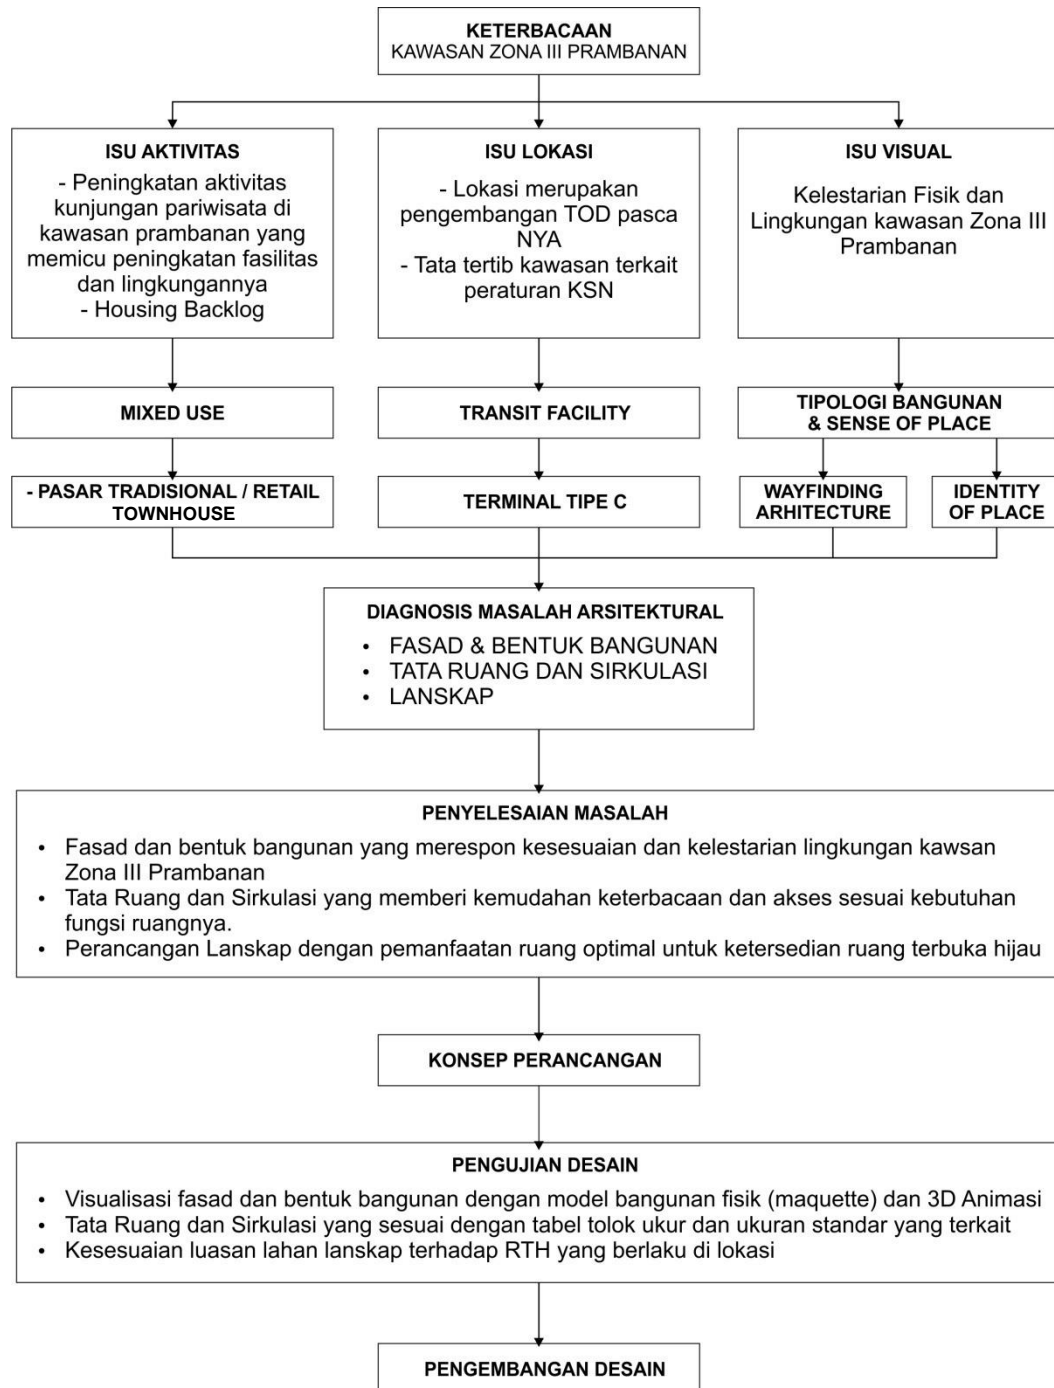 KETERBACAAN
KAWASAN ZONA III PRAMBANAN
ISU AKTIVITAS
- Peningkatan aktivitas
kunjungan pariwisata di
kawasan prambanan yang
memicu peningkatan fasilitas
dan lingkungannya
- Housing Backlog
ISU LOKASI
- Lokasi merupakan
pengembangan TOD pasca
NYA
- Tata tertib kawasan terkait
peraturan KSN
ISU VISUAL
Kelestarian Fisik dan
Lingkungan kawasan Zona III
Prambanan
MIXED USE
TRANSIT FACILITY
TIPOLOGI BANGUNAN
& SENSE OF PLACE
- PASAR TRADISIONAL / RETAIL
TOWNHOUSE
TERMINAL TIPE C
WAYFINDING
ARHITECTURE
IDENTITY
OF PLACE
DIAGNOSIS MASALAH ARSITEKTURAL
• FASAD & BENTUK BANGUNAN
• TATA RUANG DAN SIRKULASI
• LANSKAP
PENYELESAIAN MASALAH
• Fasad dan bentuk bangunan yang merespon kesesuaian dan kelestarian lingkungan kawsan
Zona III Prambanan
• Tata Ruang dan Sirkulasi yang memberi kemudahan keterbacaan dan akses sesuai kebutuhan
fungsi ruangnya.
• Perancangan Lanskap dengan pemanfaatan ruang optimal untuk ketersedian ruang terbuka hijau
KONSEP PERANCANGAN
PENGUJIAN DESAIN
• Visualisasi fasad dan bentuk bangunan dengan model bangunan fisik (maquette) dan 3D Animasi
• Tata Ruang dan Sirkulasi yang sesuai dengan tabel tolok ukur dan ukuran standar yang terkait
• Kesesuaian luasan lahan lanskap terhadap RTH yang berlaku di lokasi
PENGEMBANGAN DESAIN